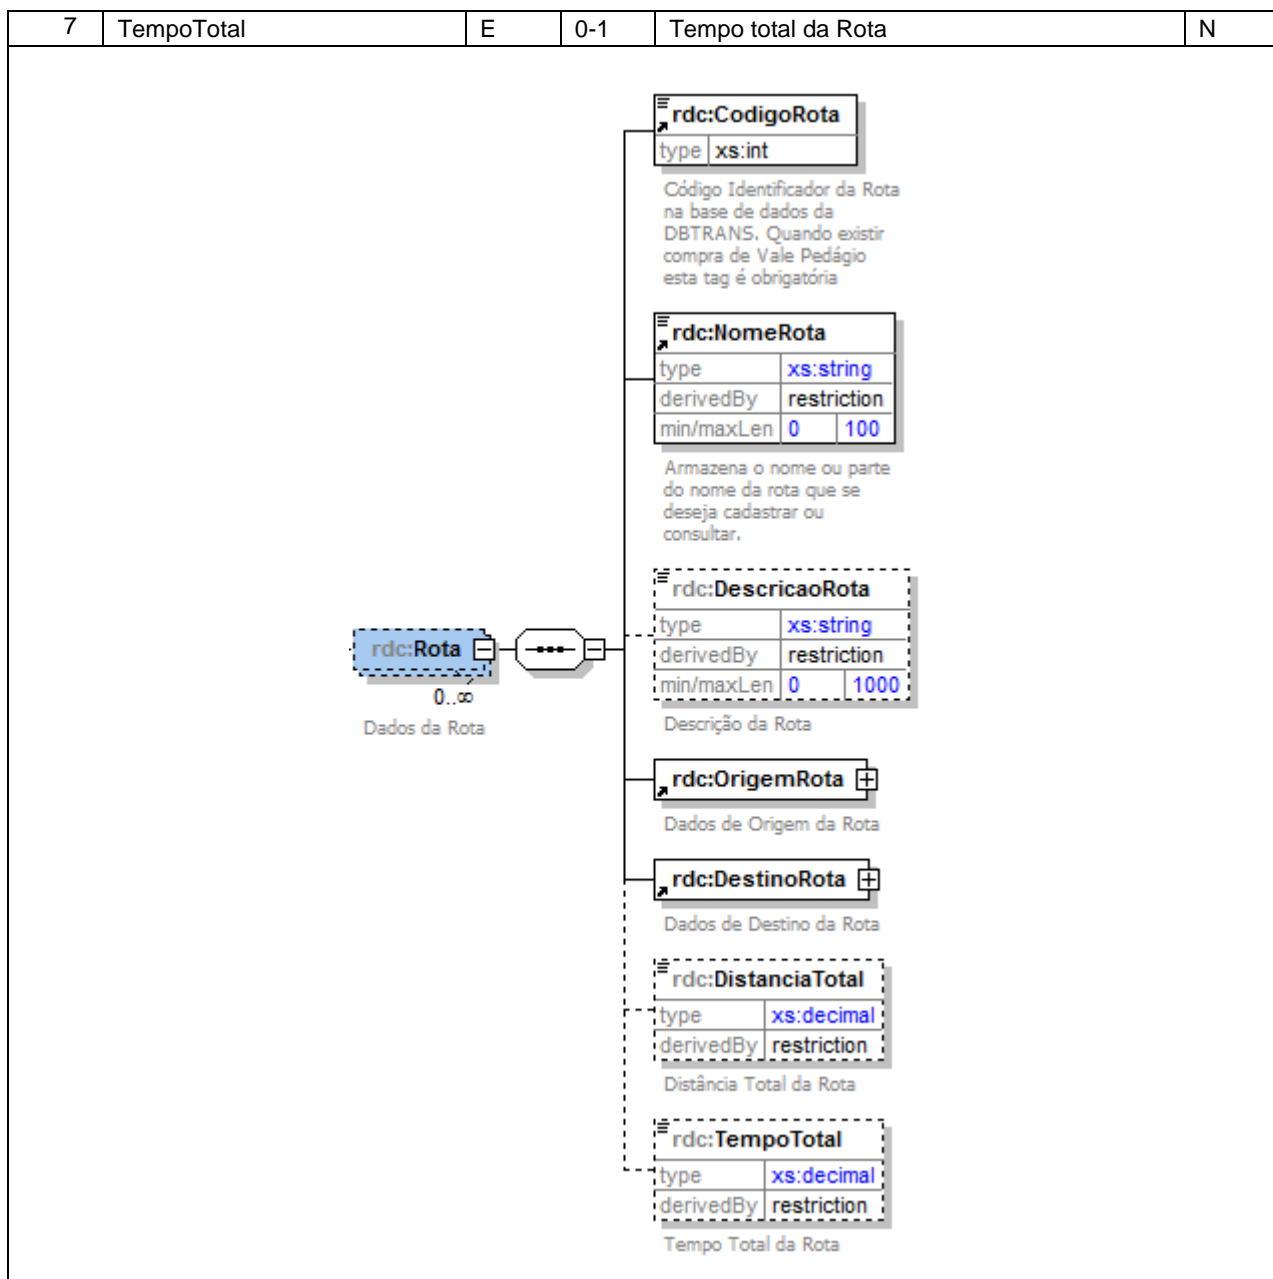 7 TempoTotal E 0-1 Tempo total da Rota N
rdc:CodigoRota
type xs:int
Código Identificador da Rota
na base de dados da
DBTRANS. Quando existir
compra de Vale Pedágio
esta tag é obrigatória
rdc:NomeRota
type xs:string
derivedBy restriction
min/maxLen 0 100
Armazena o nome ou parte
do nome da rota que se
deseja cadastrar ou
consultar.
rdc:DescricaoRota
type xs:string
derivedBy restriction
min/maxLen 0 1000
Descrição da Rota
rdc:Rota
0..∞
Dados da Rota
rdc:OrigemRota
Dados de Origem da Rota
rdc:DestinoRota
Dados de Destino da Rota
rdc:DistanciaTotal
type xs:decimal
derivedBy restriction
Distância Total da Rota
rdc:TempoTotal
type xs:decimal
derivedBy restriction
Tempo Total da Rota